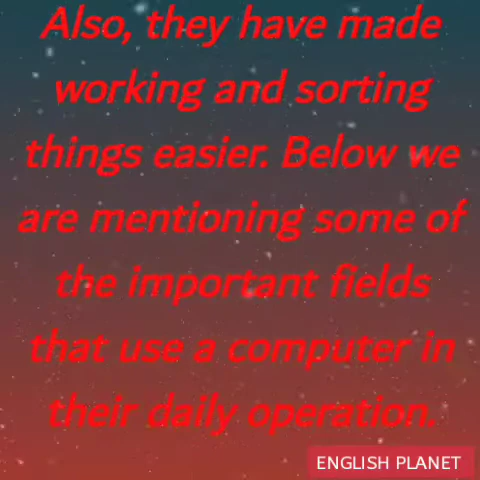 Also, they have made
working and sorting
things easier. Below we
are mentioning some of
the important fields
that use a computer in
their daily operation.
ENGLISH PLANET